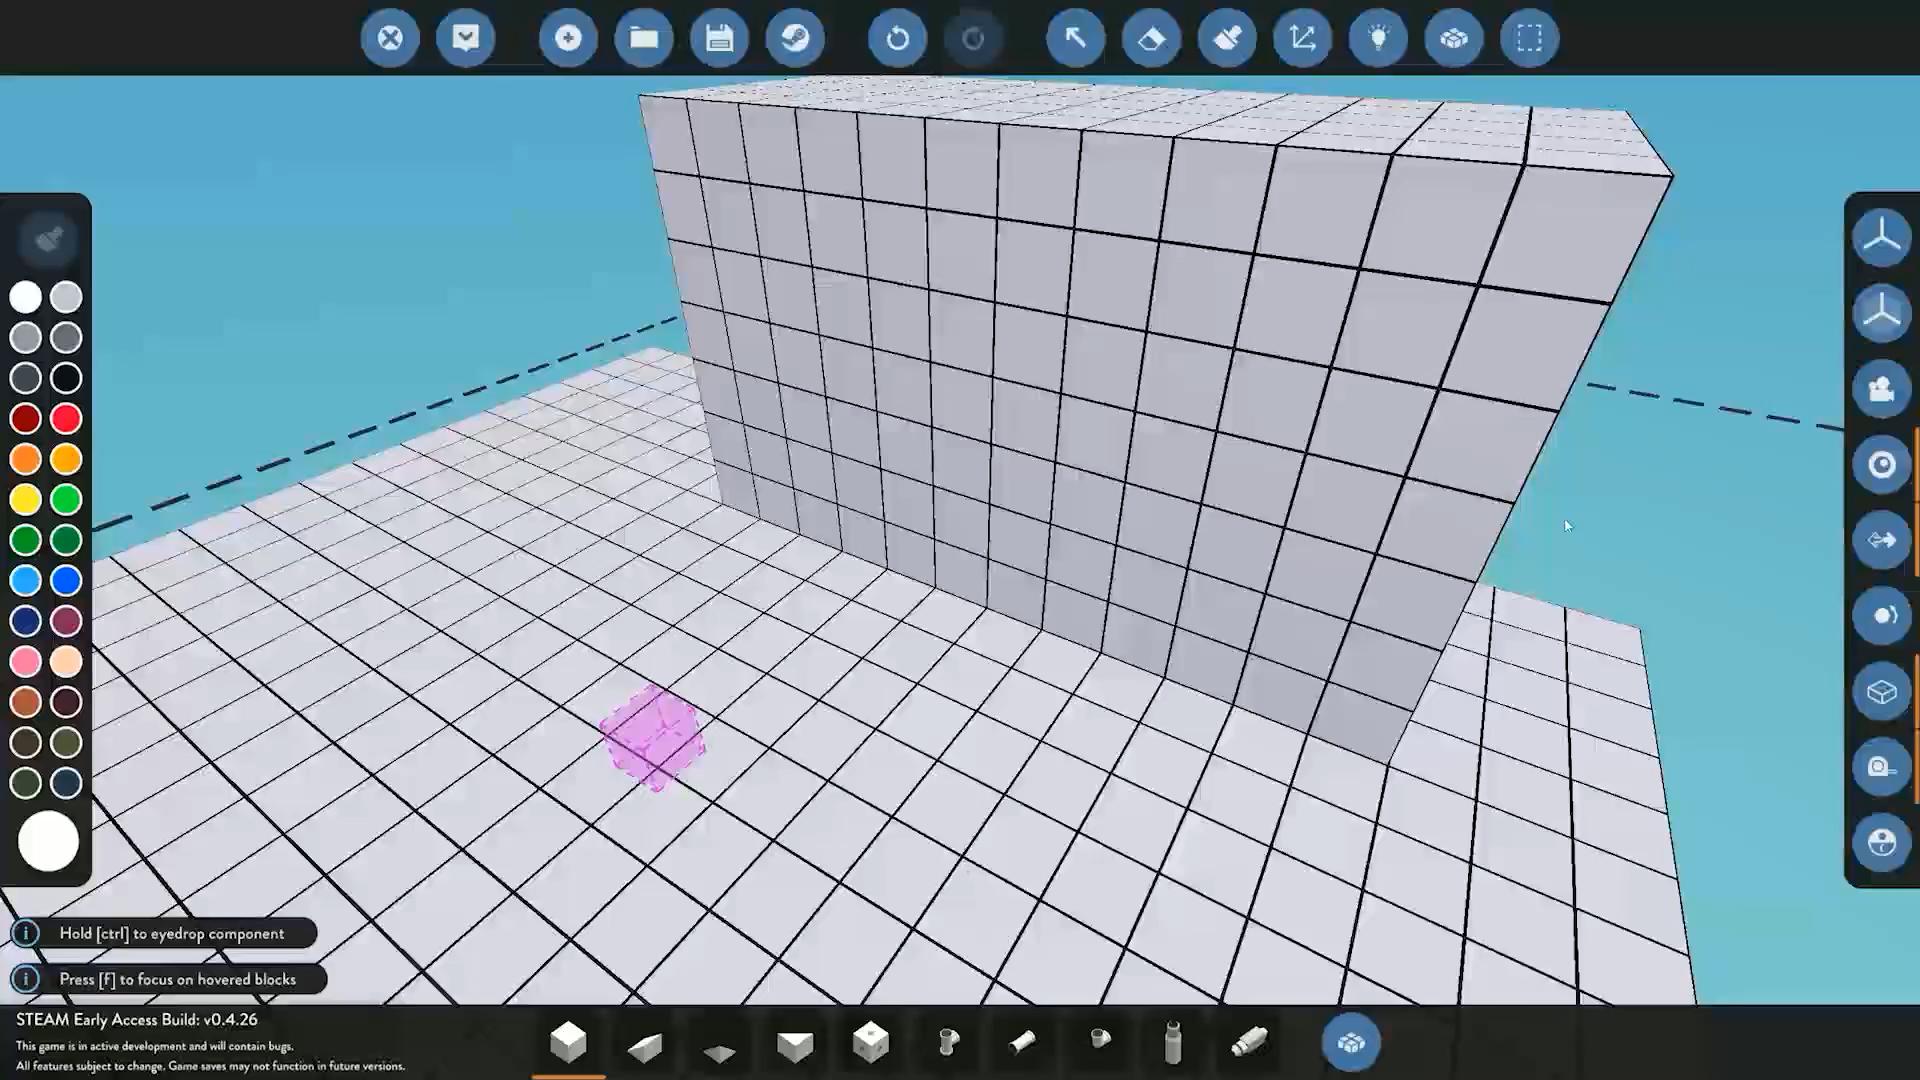 Hold [ctrl] to eyedrop component
Press [f] to focus on hovered blocks
STEAM Early Access Build: v0.4.26
This game is in active development and will contain bugs.
All features subject to change. Game saves may not function in future versions.